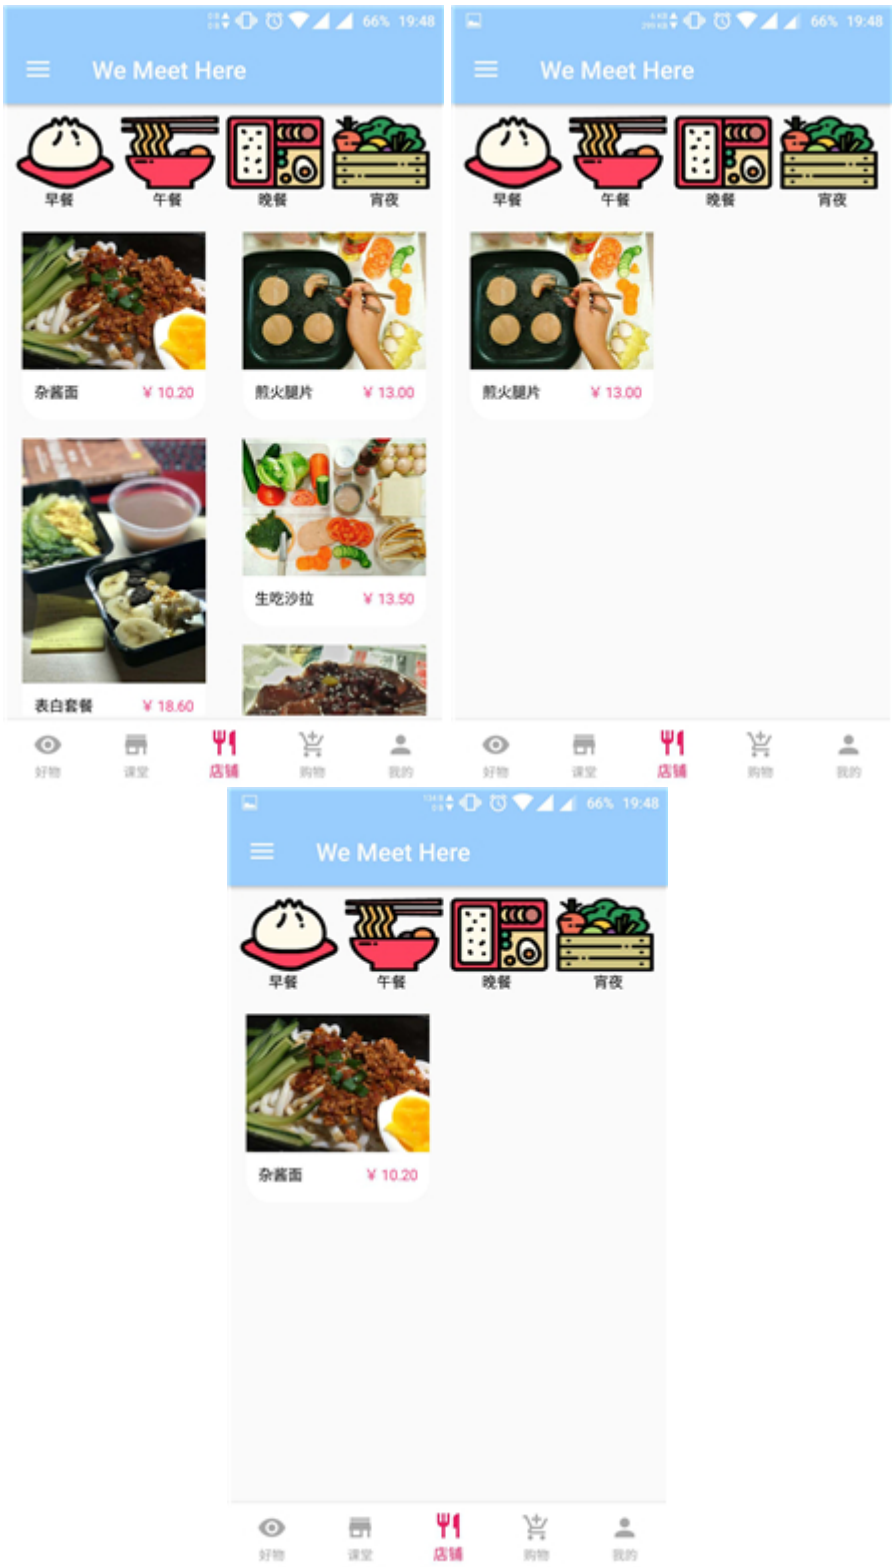 66% 19:48
We Meet Here
早餐 午餐 晚餐 宵夜
杂酱面 ¥ 10.20 煎火腿片 ¥ 13.00
生吃沙拉 ¥ 13.50
表白套餐 ¥ 18.60
好物 课堂 店铺 购物 我的
66% 19:48
We Meet Here
早餐 午餐 晚餐 宵夜
煎火腿片 ¥ 13.00
好物 课堂 店铺 购物 我的
66% 19:48
We Meet Here
早餐 午餐 晚餐 宵夜
杂酱面 ¥ 10.20
好物 课堂 店铺 购物 我的